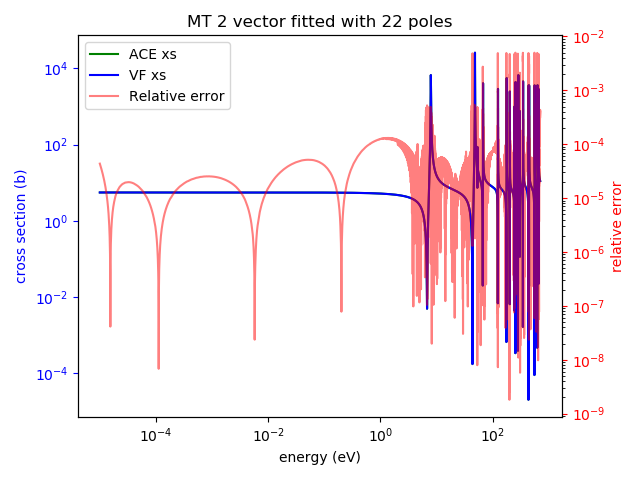 MT 2 vector fitted with 22 poles
ACE xs
VF xs
Relative error
cross section (b)
10^4
10^2
10^0
10^-2
10^-4
10^-2
10^-3
10^-4
10^-5
10^-6
10^-7
10^-8
10^-9
relative error
10^-4
10^-2
10^0
10^2
energy (eV)